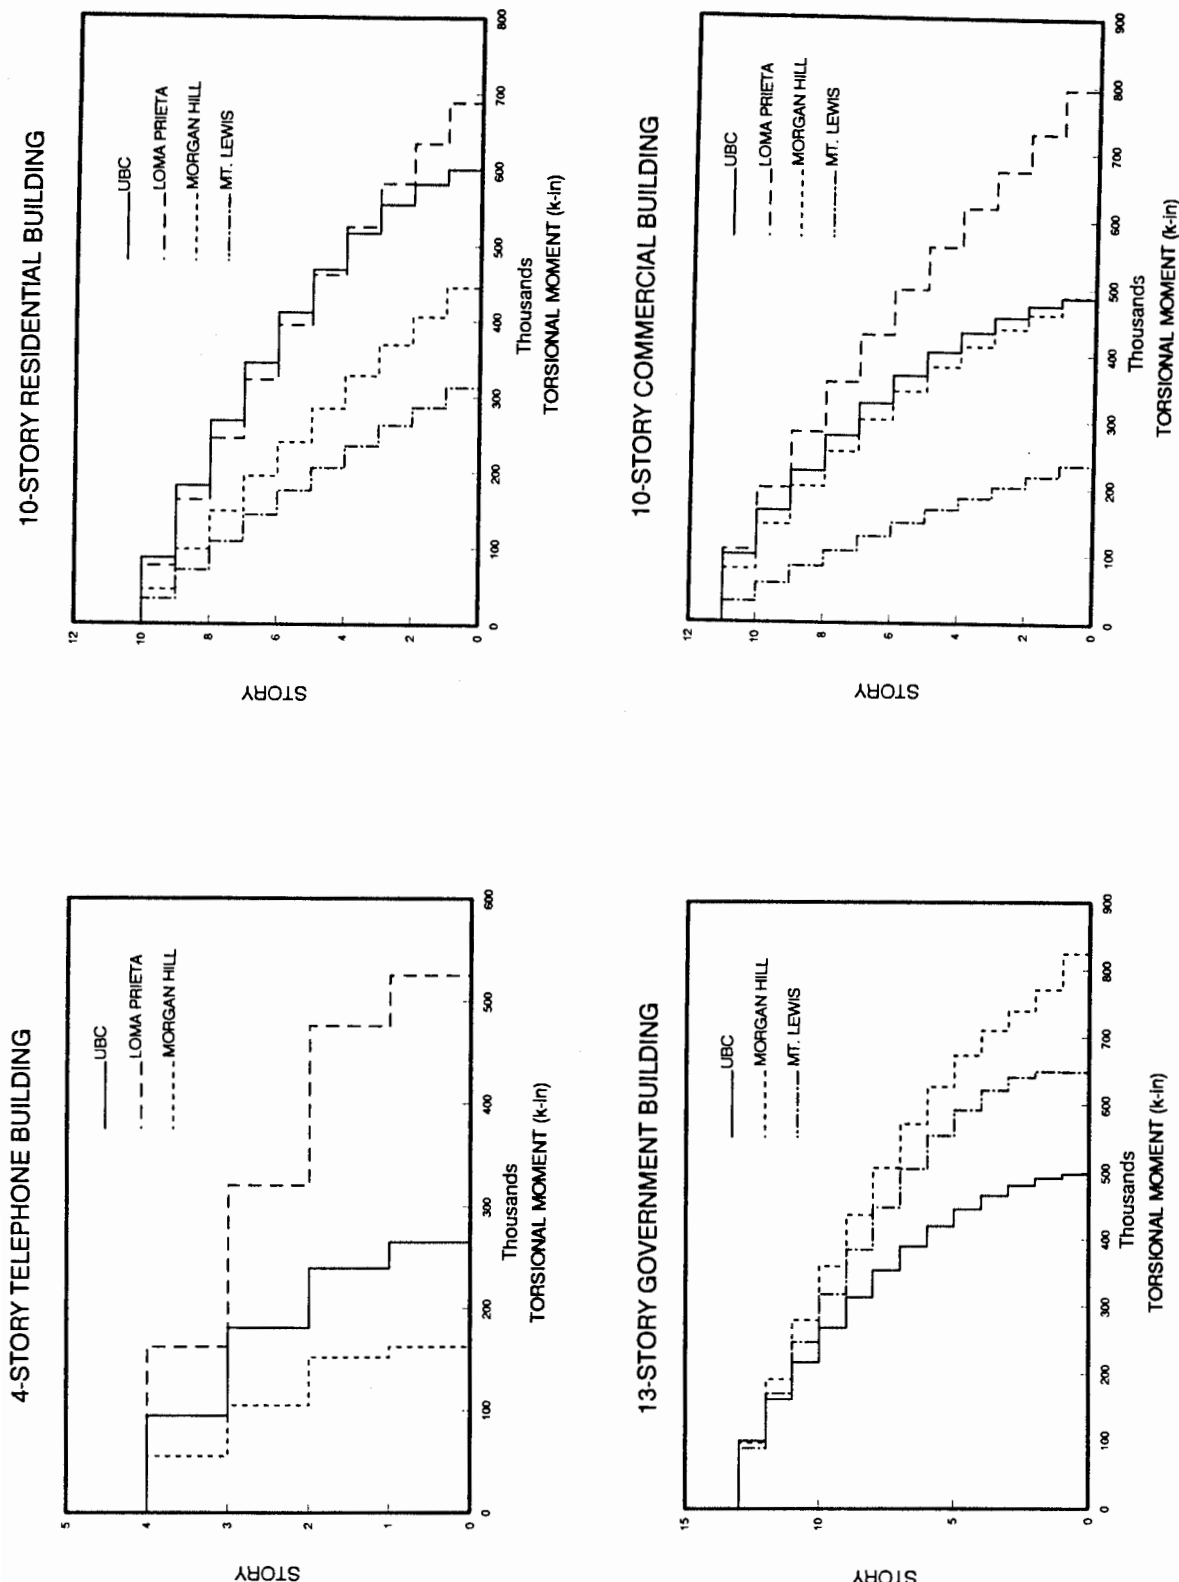 4-STORY TELEPHONE BUILDING
UBC
LOMA PRIETA
MORGAN HILL
STORY
5
4
3
2
1
0
0
100
200
300
400
500
600
Thousands
TORSIONAL MOMENT (k-in)
10-STORY RESIDENTIAL BUILDING
UBC
LOMA PRIETA
MORGAN HILL
MT. LEWIS
STORY
12
10
8
6
4
2
0
0
100
200
300
400
500
600
700
800
Thousands
TORSIONAL MOMENT (k-in)
13-STORY GOVERNMENT BUILDING
UBC
MORGAN HILL
MT. LEWIS
STORY
15
10
5
0
0
100
200
300
400
500
600
700
800
900
Thousands
TORSIONAL MOMENT (k-in)
10-STORY COMMERCIAL BUILDING
UBC
LOMA PRIETA
MORGAN HILL
MT. LEWIS
STORY
12
10
8
6
4
2
0
0
100
200
300
400
500
600
700
800
900
Thousands
TORSIONAL MOMENT (k-in)